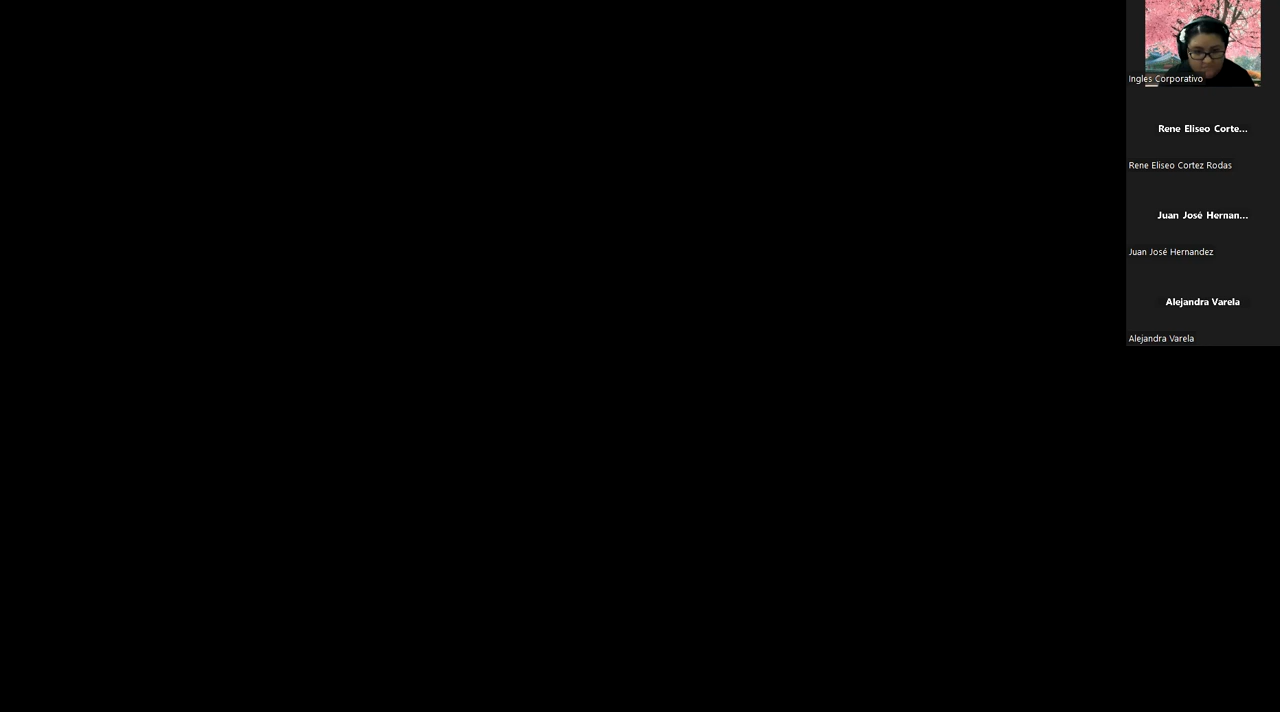 Ingles Corporativo
Rene Eliseo Corte...
Rene Eliseo Cortez Rodas
Juan José Hernan...
Juan José Hernandez
Alejandra Varela
Alejandra Varela